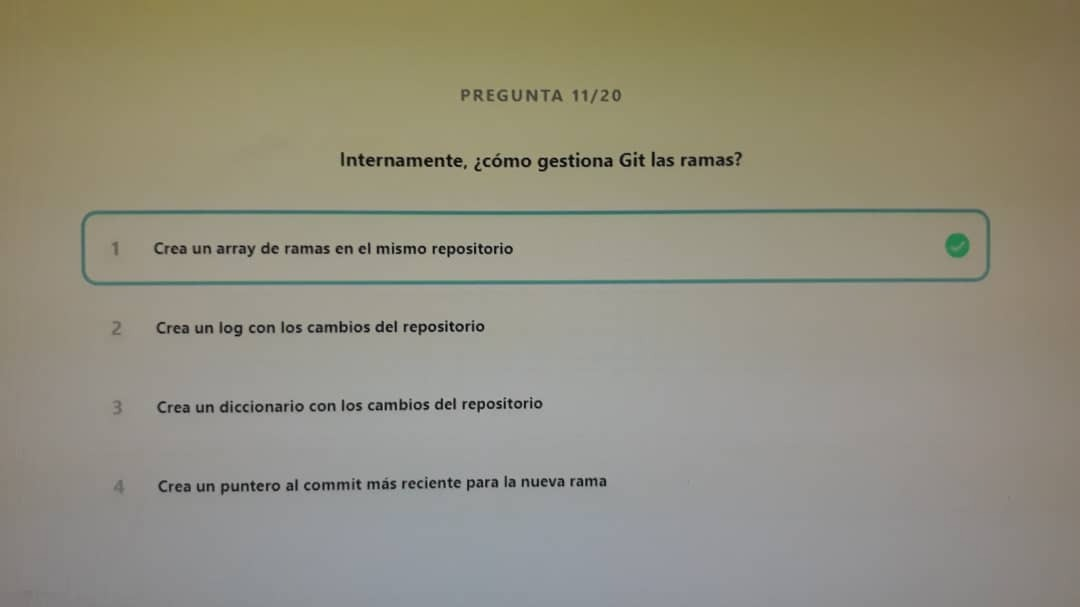 PREGUNTA 11/20
Internamente, ¿cómo gestiona Git las ramas?
1 Crea un array de ramas en el mismo repositorio
2 Crea un log con los cambios del repositorio
3 Crea un diccionario con los cambios del repositorio
4 Crea un puntero al commit más reciente para la nueva rama